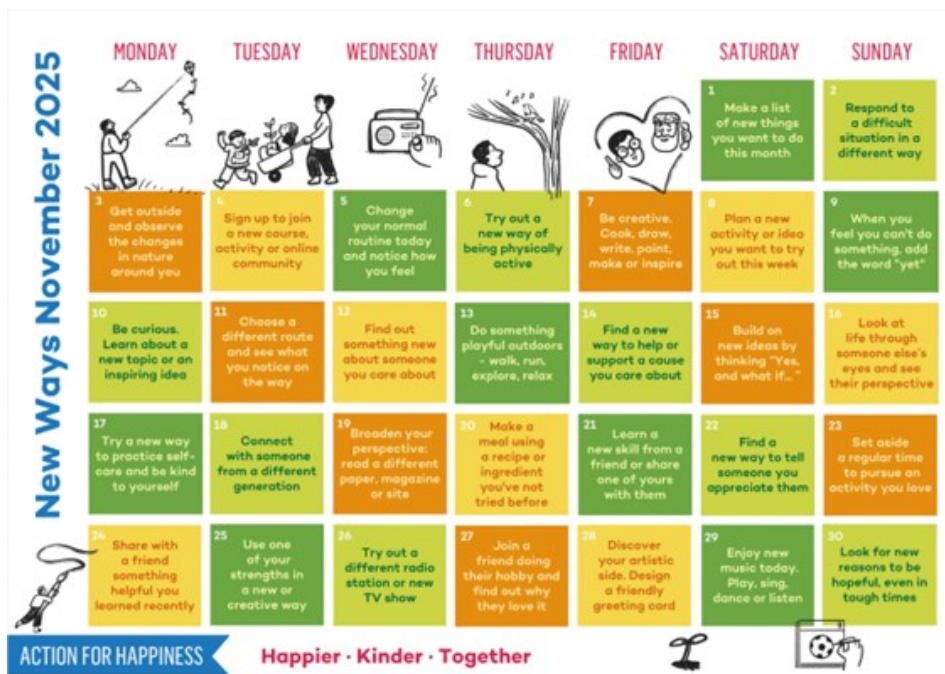 New Ways November 2025
MONDAY
TUESDAY
WEDNESDAY
THURSDAY
FRIDAY
SATURDAY
SUNDAY
1
Make a list
of new things
you want to do
this month
2
Respond to
a difficult
situation in a
different way
3
Get outside
and observe
the changes
in nature
around you
4
Sign up to join
a new course,
activity or online
community
5
Change
your normal
routine today
and notice how
you feel
6
Try out a
new way of
being physically
active
7
Be creative.
Cook, draw,
write, paint,
make or inspire
8
Plan a new
activity or idea
you want to try
out this week
9
When you
feel you can't do
something, add
the word "yet"
10
Be curious.
Learn about a
new topic or an
inspiring idea
11
Choose a
different route
and see what
you notice on
the way
12
Find out
something new
about someone
you care about
13
Do something
playful outdoors
- walk, run,
explore, relax
14
Find a new
way to help or
support a cause
you care about
15
Build on
new ideas by
thinking "Yes,
and what if..."
16
Look at
life through
someone else's
eyes and see
their perspective
17
Try a new way
to practice self-
care and be kind
to yourself
18
Connect
with someone
from a different
generation
19
Broaden your
perspective:
read a different
paper, magazine
or site
20
Make a
meal using
a recipe or
ingredient
you've not
tried before
21
Learn a
new skill from a
friend or share
one of yours
with them
22
Find a
new way to tell
someone you
appreciate them
23
Set aside
a regular time
to pursue an
activity you love
24
Share with
a friend
something
helpful you
learned recently
25
Use one
of your
strengths in
a new or
creative way
26
Try out a
different radio
station or new
TV show
27
Join a
friend doing
their hobby and
find out why
they love it
28
Discover
your artistic
side. Design
a friendly
greeting card
29
Enjoy new
music today.
Play, sing,
dance or listen
30
Look for new
reasons to be
hopeful, even in
tough times
ACTION FOR HAPPINESS
Happier · Kinder · Together